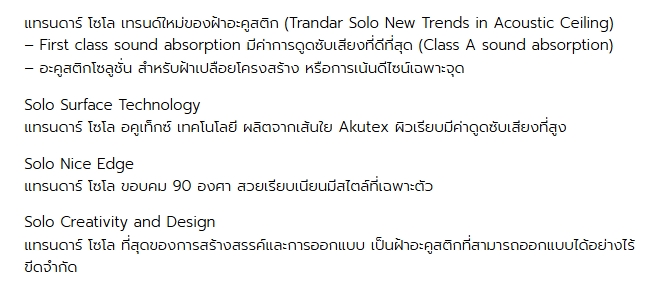 แทรนดาร์ โซโล เทรนด์ใหม่ของฝ้าอะคูสติก (Trandar Solo New Trends in Acoustic Ceiling)
– First class sound absorption มีค่าการดูดซับเสียงที่ดีที่สุด (Class A sound absorption)
– อะคูสติกโซลูชั่น สำหรับฝ้าเปลือยโครงสร้าง หรือการเน้นดีไซน์เฉพาะจุด
Solo Surface Technology
แทรนดาร์ โซโล อคูเท็กซ์ เทคโนโลยี ผลิตจากเส้นใย Akutex ผิวเรียบมีค่าดูดซับเสียงที่สูง
Solo Nice Edge
แทรนดาร์ โซโล ขอบคม 90 องศา สวยเรียบเนียนมีสไตล์ที่เฉพาะตัว
Solo Creativity and Design
แทรนดาร์ โซโล ที่สุดของการสร้างสรรค์และการออกแบบ เป็นฝ้าอะคูสติกที่สามารถออกแบบได้อย่างไร้
ขีดจำกัด